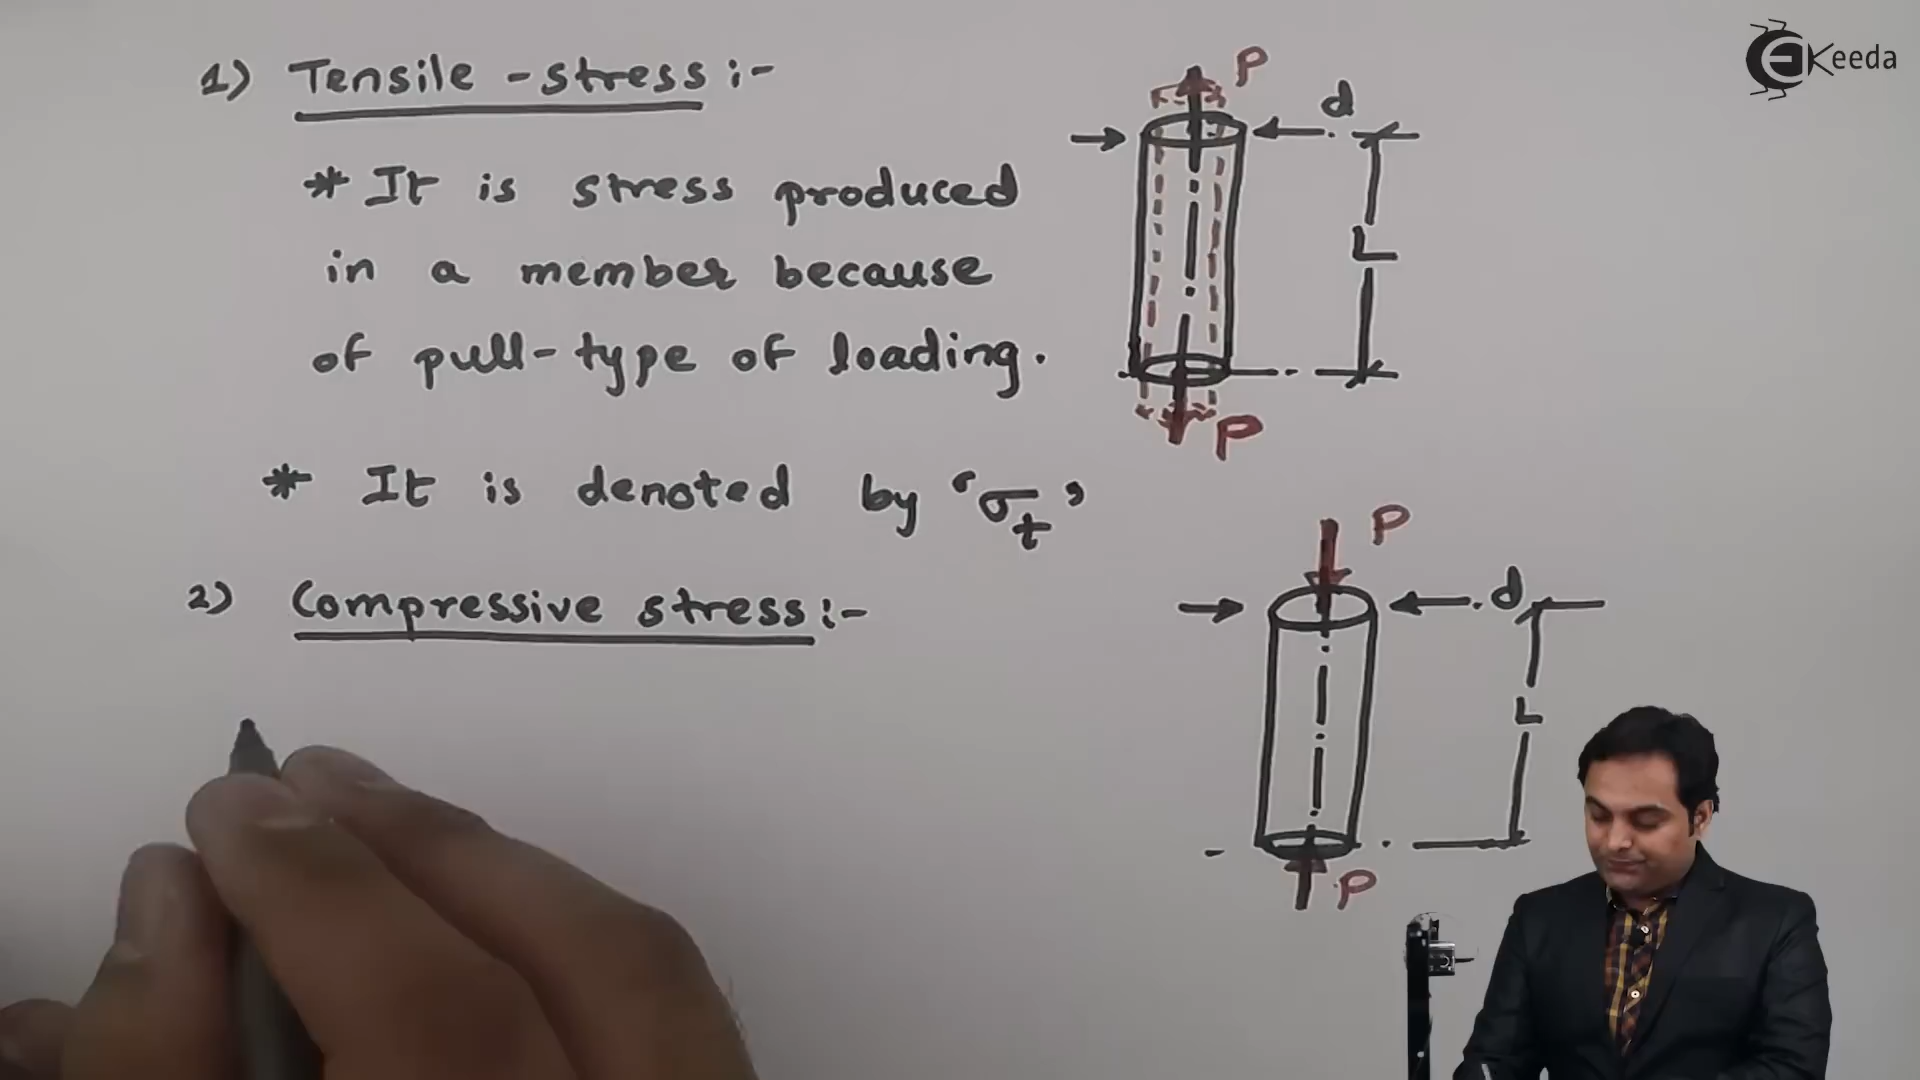 1) Tensile-stress:-
* It is stress produced
in a member because
of pull-type of loading.
* It is denoted by 'σt'
2) Compressive stress:-
P
d
L
P
P
d
L
P
EKeeda